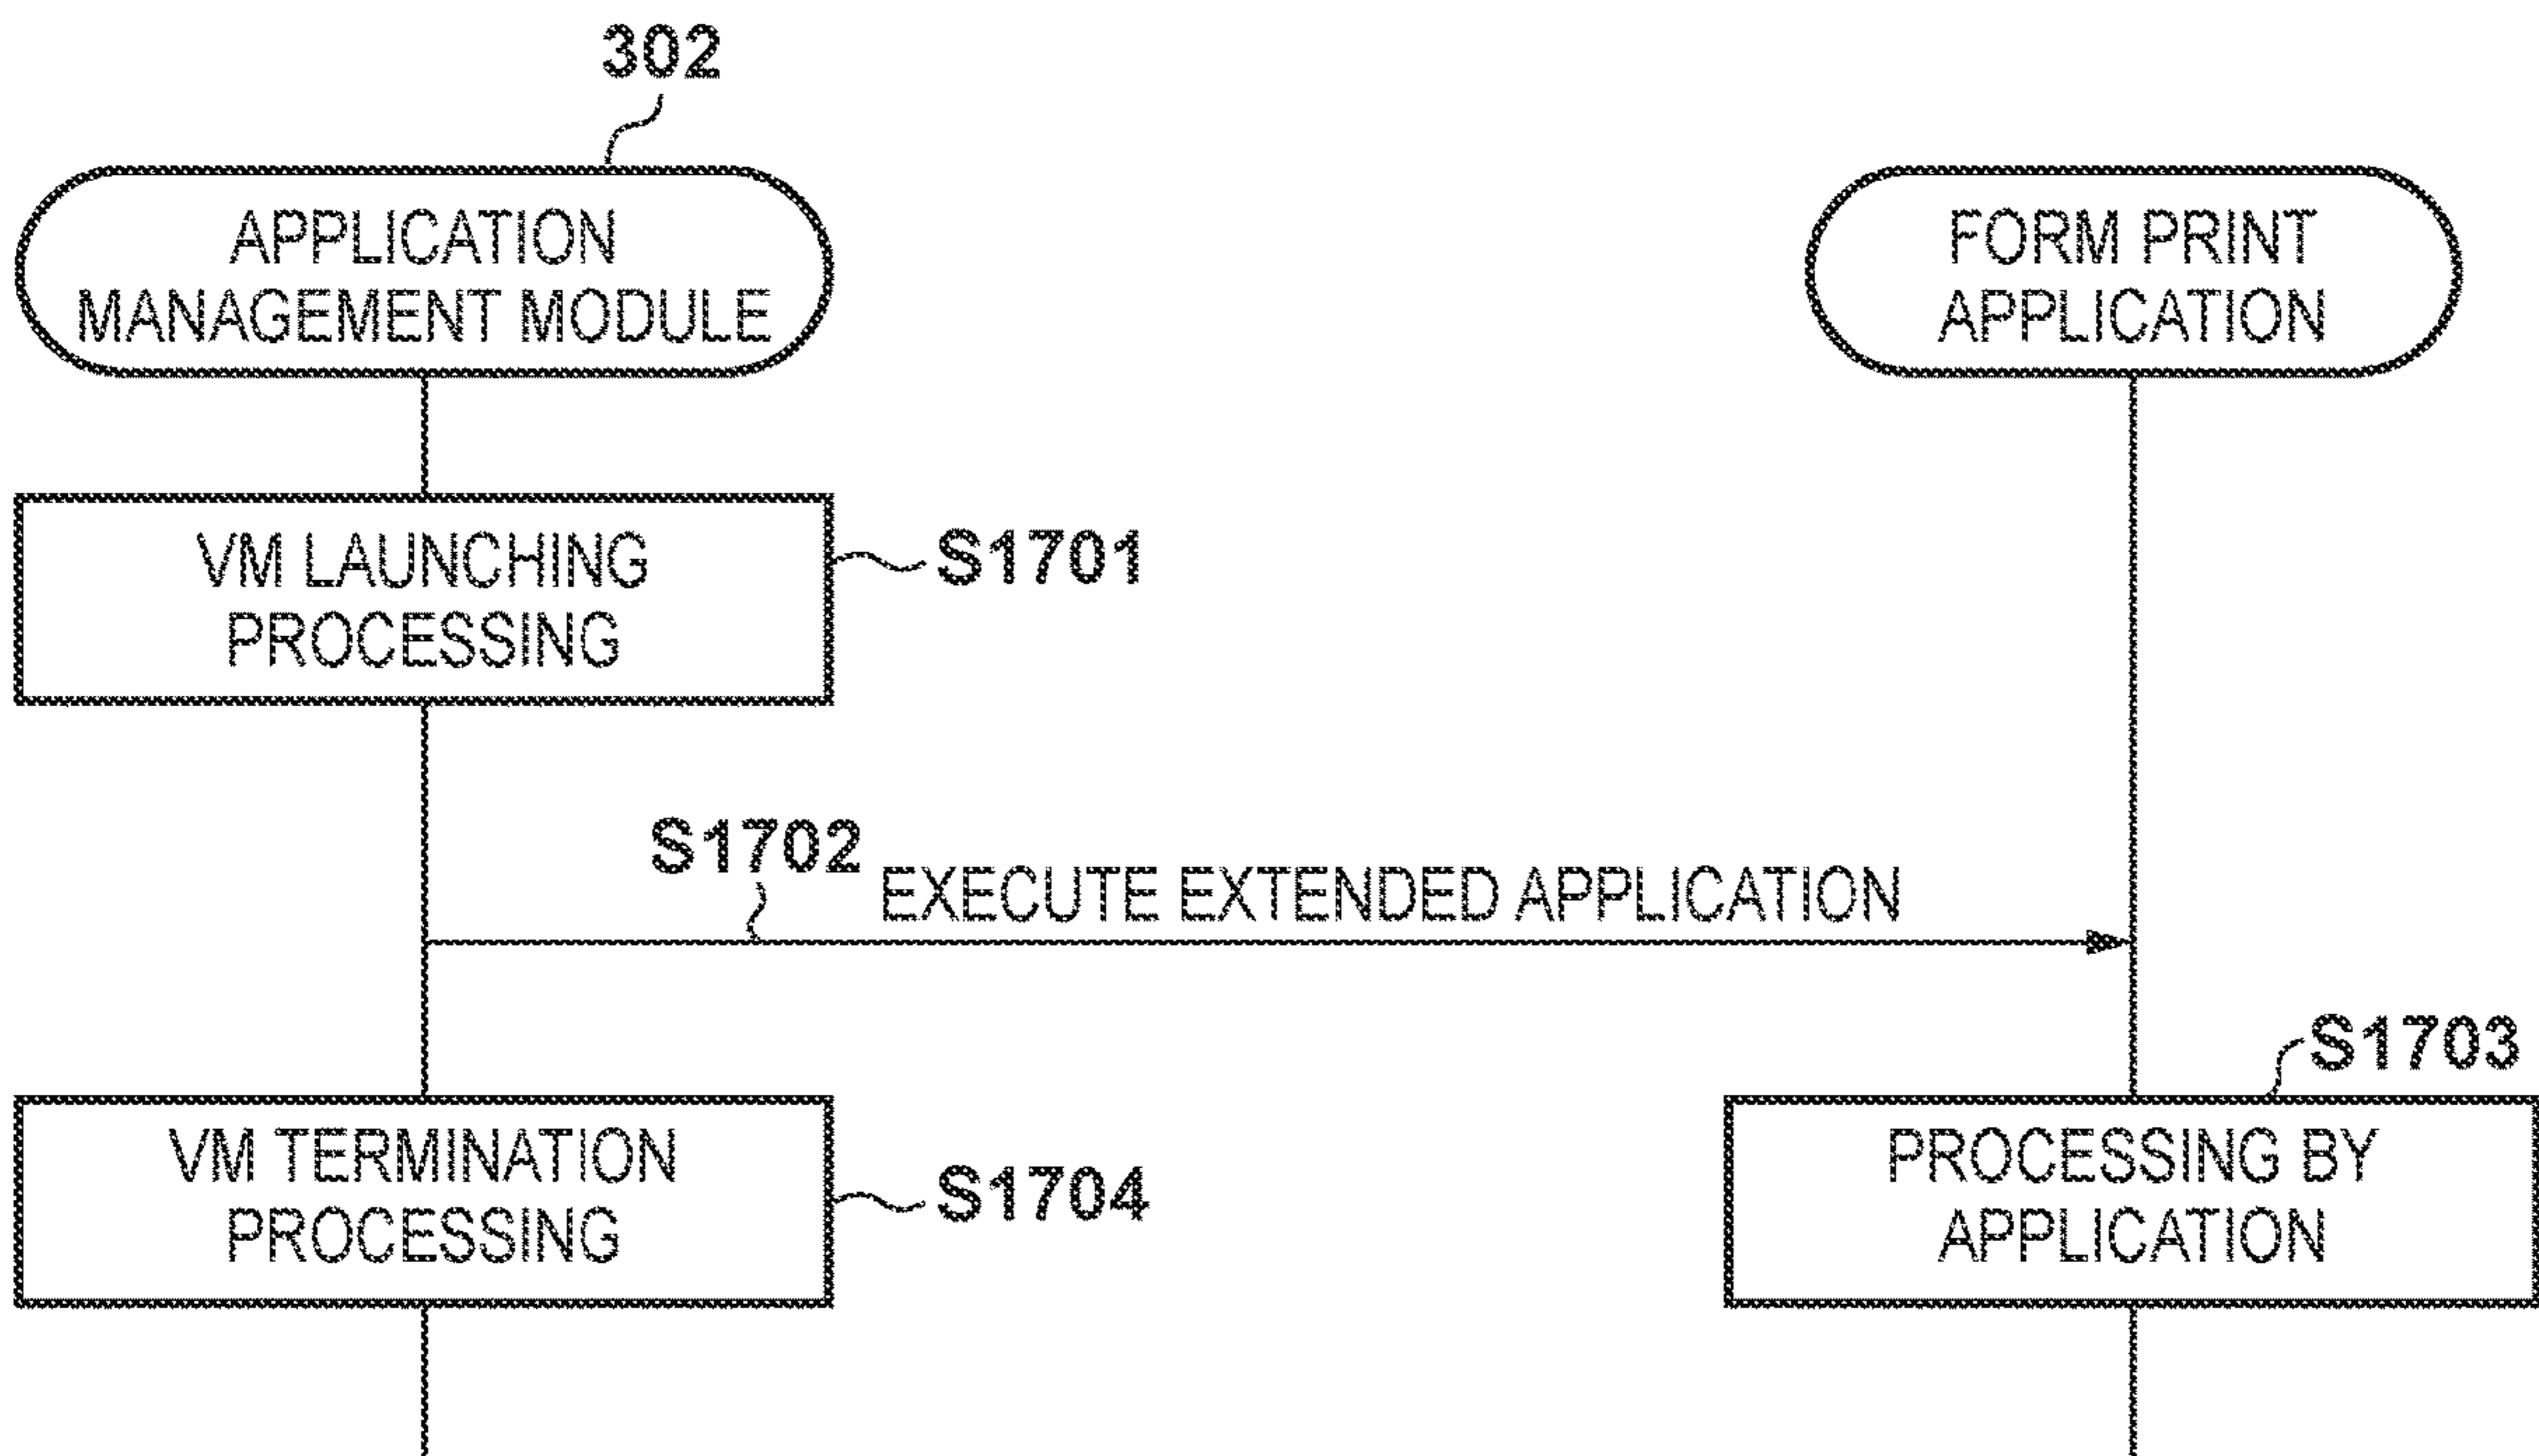 302
APPLICATION
MANAGEMENT MODULE
FORM PRINT
APPLICATION
VM LAUNCHING
PROCESSING
S1701
S1702
EXECUTE EXTENDED APPLICATION
S1703
VM TERMINATION
PROCESSING
S1704
PROCESSING BY
APPLICATION